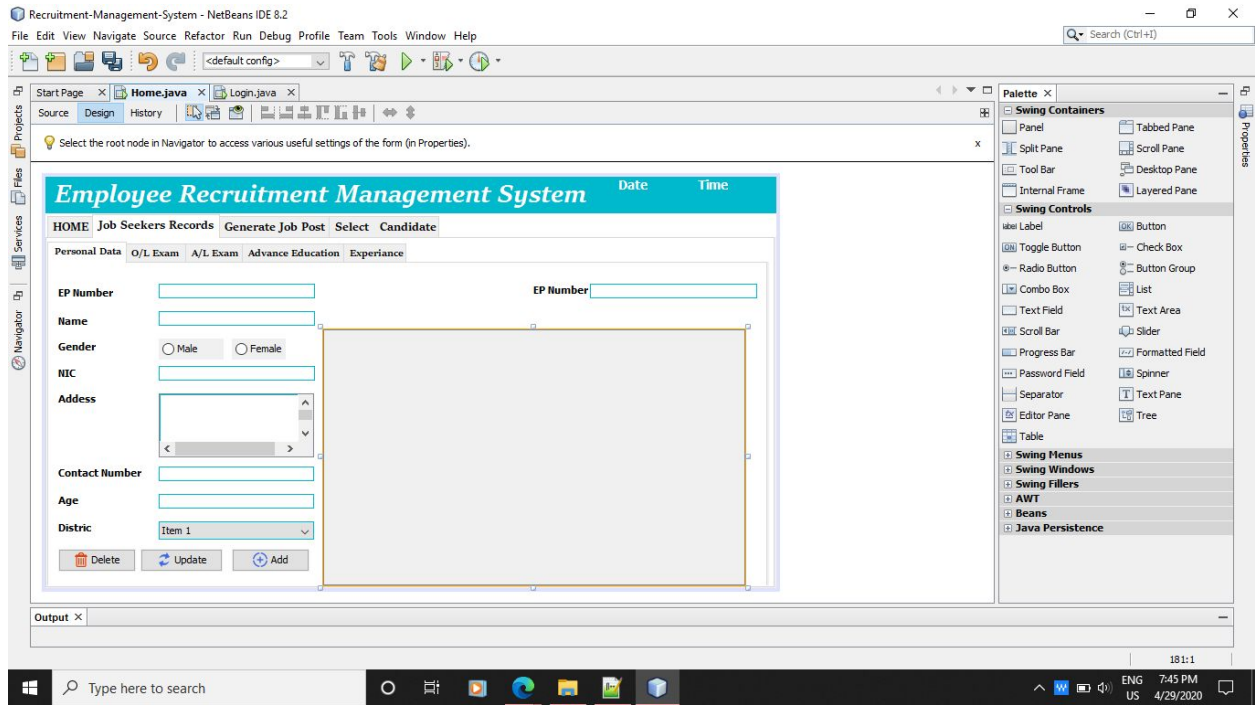 Recruitment-Management-System - NetBeans IDE 8.2
File Edit View Navigate Source Refactor Run Debug Profile Team Tools Window Help
Search (Ctrl+I)
<default config>
Start Page
Home.java
Login.java
Source Design History
Select the root node in Navigator to access various useful settings of the form (in Properties).
Projects
Files
Services
Navigator
Employee Recruitment Management System
Date Time
HOME Job Seekers Records Generate Job Post Select Candidate
Personal Data O/L Exam A/L Exam Advance Education Experiance
EP Number
EP Number
Name
Gender
Male Female
NIC
Addess
Contact Number
Age
Distric
Item 1
Delete Update Add
Palette
Properties
Swing Containers
Panel Tabbed Pane
Split Pane Scroll Pane
Tool Bar Desktop Pane
Internal Frame Layered Pane
Swing Controls
label Label OK Button
ON Toggle Button Check Box
Radio Button Button Group
Combo Box List
Text Field Text Area
Scroll Bar Slider
Progress Bar Formatted Field
Password Field Spinner
Separator Text Pane
Editor Pane Tree
Table
Swing Menus
Swing Windows
Swing Fillers
AWT
Beans
Java Persistence
Output
181:1
Type here to search
ENG 7:45 PM
US 4/29/2020